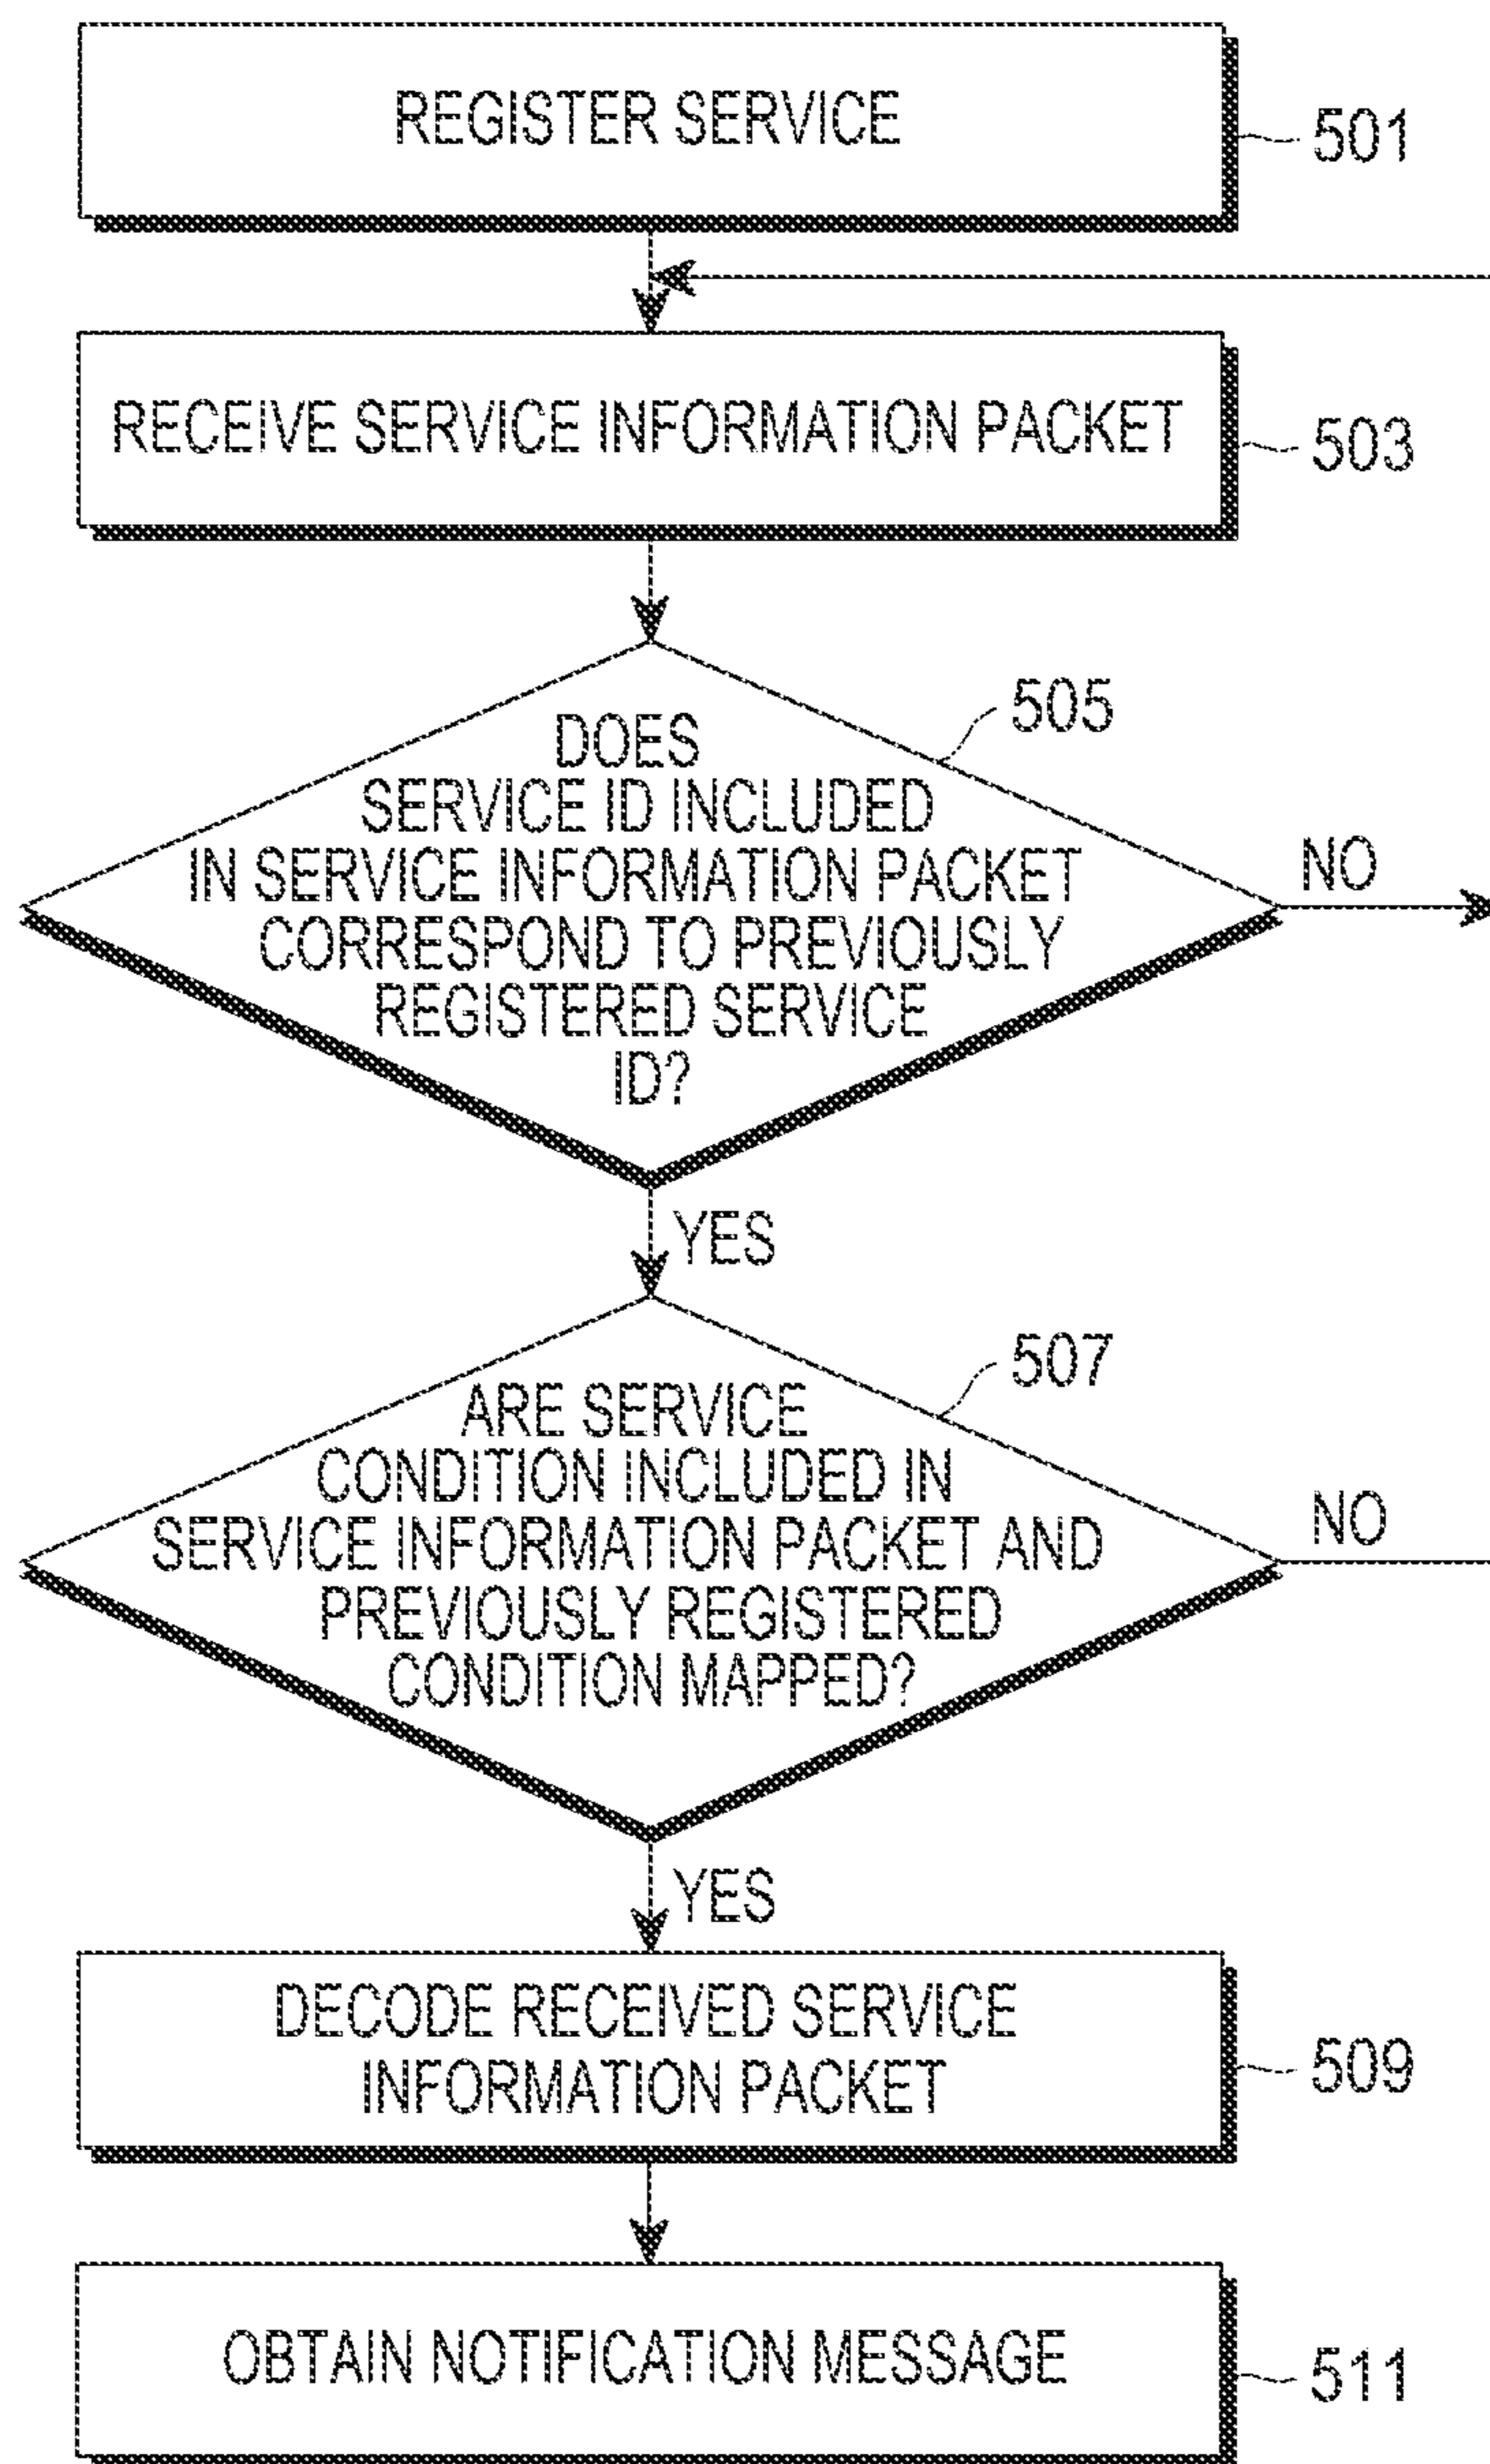 REGISTER SERVICE
501
RECEIVE SERVICE INFORMATION PACKET
503
505
DOES
SERVICE ID INCLUDED
IN SERVICE INFORMATION PACKET
CORRESPOND TO PREVIOUSLY
REGISTERED SERVICE
ID?
NO
YES
507
ARE SERVICE
CONDITION INCLUDED IN
SERVICE INFORMATION PACKET AND
PREVIOUSLY REGISTERED
CONDITION MAPPED?
NO
YES
DECODE RECEIVED SERVICE
INFORMATION PACKET
509
OBTAIN NOTIFICATION MESSAGE
511